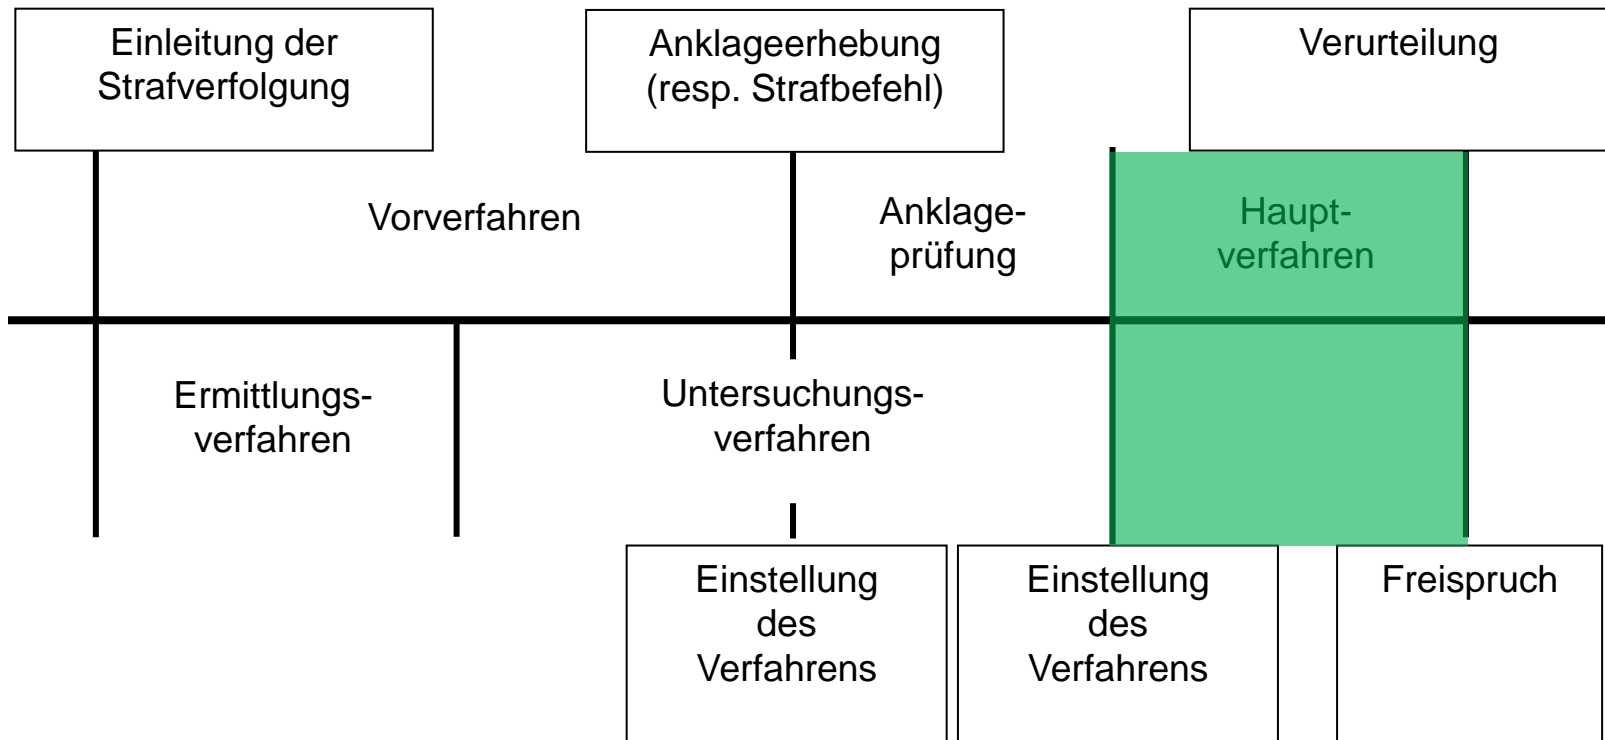 Einleitung der
Strafverfolgung
Anklageerhebung
(resp. Strafbefehl)
Verurteilung
Vorverfahren
Anklage-
prüfung
Haupt-
verfahren
Ermittlungs-
verfahren
Untersuchungs-
verfahren
Einstellung
des
Verfahrens
Einstellung
des
Verfahrens
Freispruch